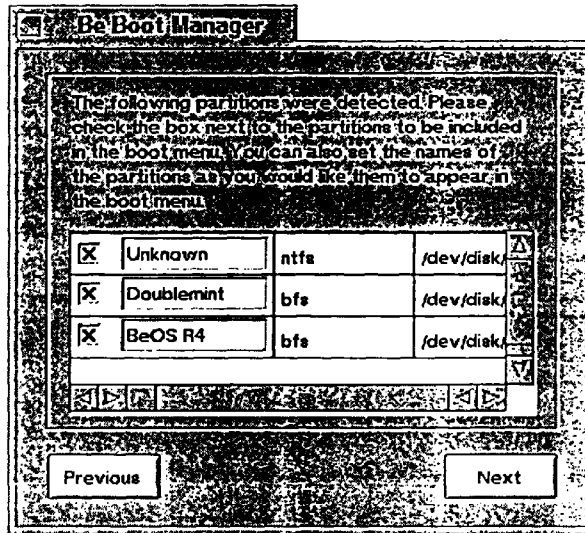 Be Boot Manager
The following partitions were detected. Please
check the box next to the partitions to be included
in the boot menu. You can also set the names of
the partitions as you would like them to appear in
the boot menu.
Unknown ntfs /dev/disk/
Doublemint bfs /dev/disk/
BeOS R4 bfs /dev/disk/
Previous Next